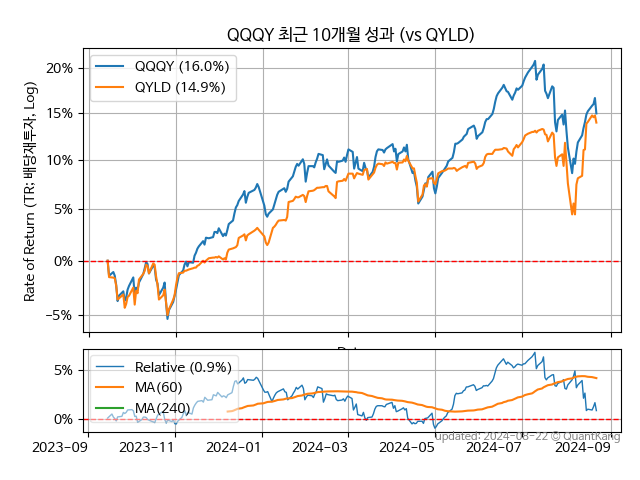 QQQY 최근 10개월 성과 (vs QYLD)
Rate of Return (TR: 배당재투자, Log)
20%
15%
10%
5%
0%
−5%
QQQY (16.0%)
QYLD (14.9%)
5%
0%
Relative (0.9%)
MA(60)
MA(240)
2023-09
2023-11
2024-01
2024-03
2024-05
2024-07
2024-09
updated: 2024-08-22 © QuantKang